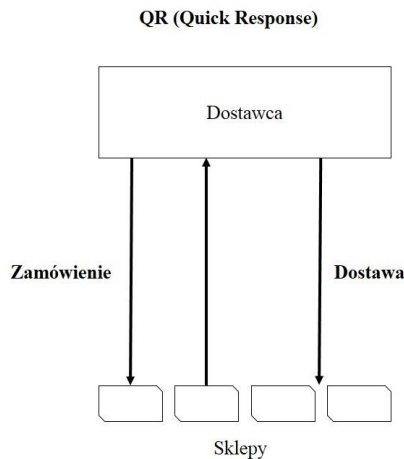 QR (Quick Response)
Dostawca
Zamówienie
Dostawa
Sklepy